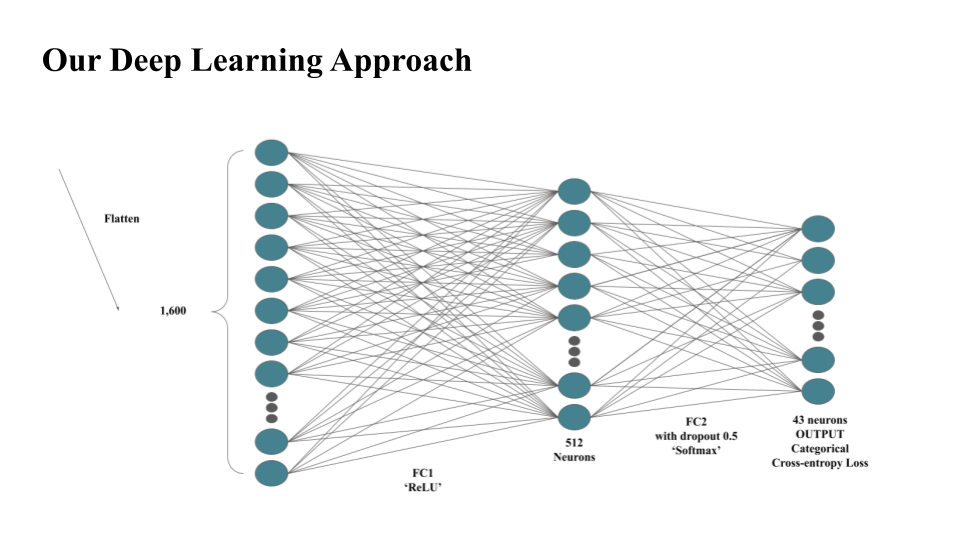 Our Deep Learning Approach
Flatten
1,600
FC1
‘ReLU’
512
Neurons
FC2
with dropout 0.5
‘Softmax’
43 neurons
OUTPUT
Categorical
Cross-entropy Loss